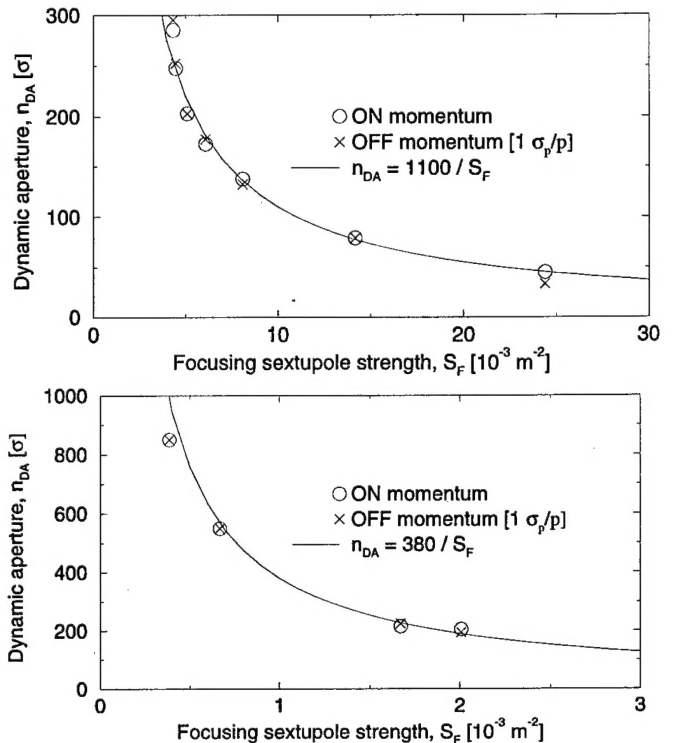 300
200
100
0
Dynamic aperture, n_DA [σ]
ON momentum
OFF momentum [1 σ_p/p]
n_DA = 1100 / S_F
0 10 20 30
Focusing sextupole strength, S_F [10^-3 m^-2]
1000
800
600
400
200
0
Dynamic aperture, n_DA [σ]
ON momentum
OFF momentum [1 σ_p/p]
n_DA = 380 / S_F
0 1 2 3
Focusing sextupole strength, S_F [10^-3 m^-2]